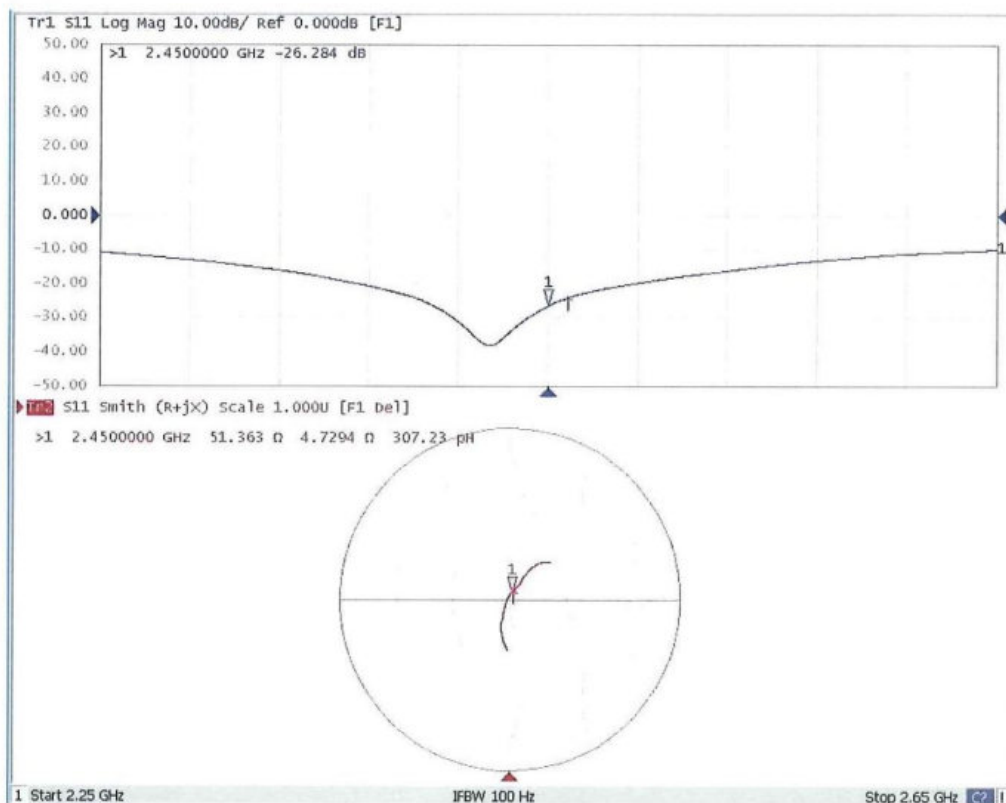 Tr1 S11 Log Mag 10.00dB/ Ref 0.000dB [F1]
50.00
>1 2.4500000 GHz -26.284 dB
40.00
30.00
20.00
10.00
0.000
-10.00
1
-20.00
1
-30.00
-40.00
-50.00
Tr2 S11 Smith (R+jX) Scale 1.000U [F1 Del]
>1 2.4500000 GHz 51.363 Ω 4.7294 Ω 307.23 pH
1
1 Start 2.25 GHz IFBW 100 Hz Stop 2.65 GHz C2